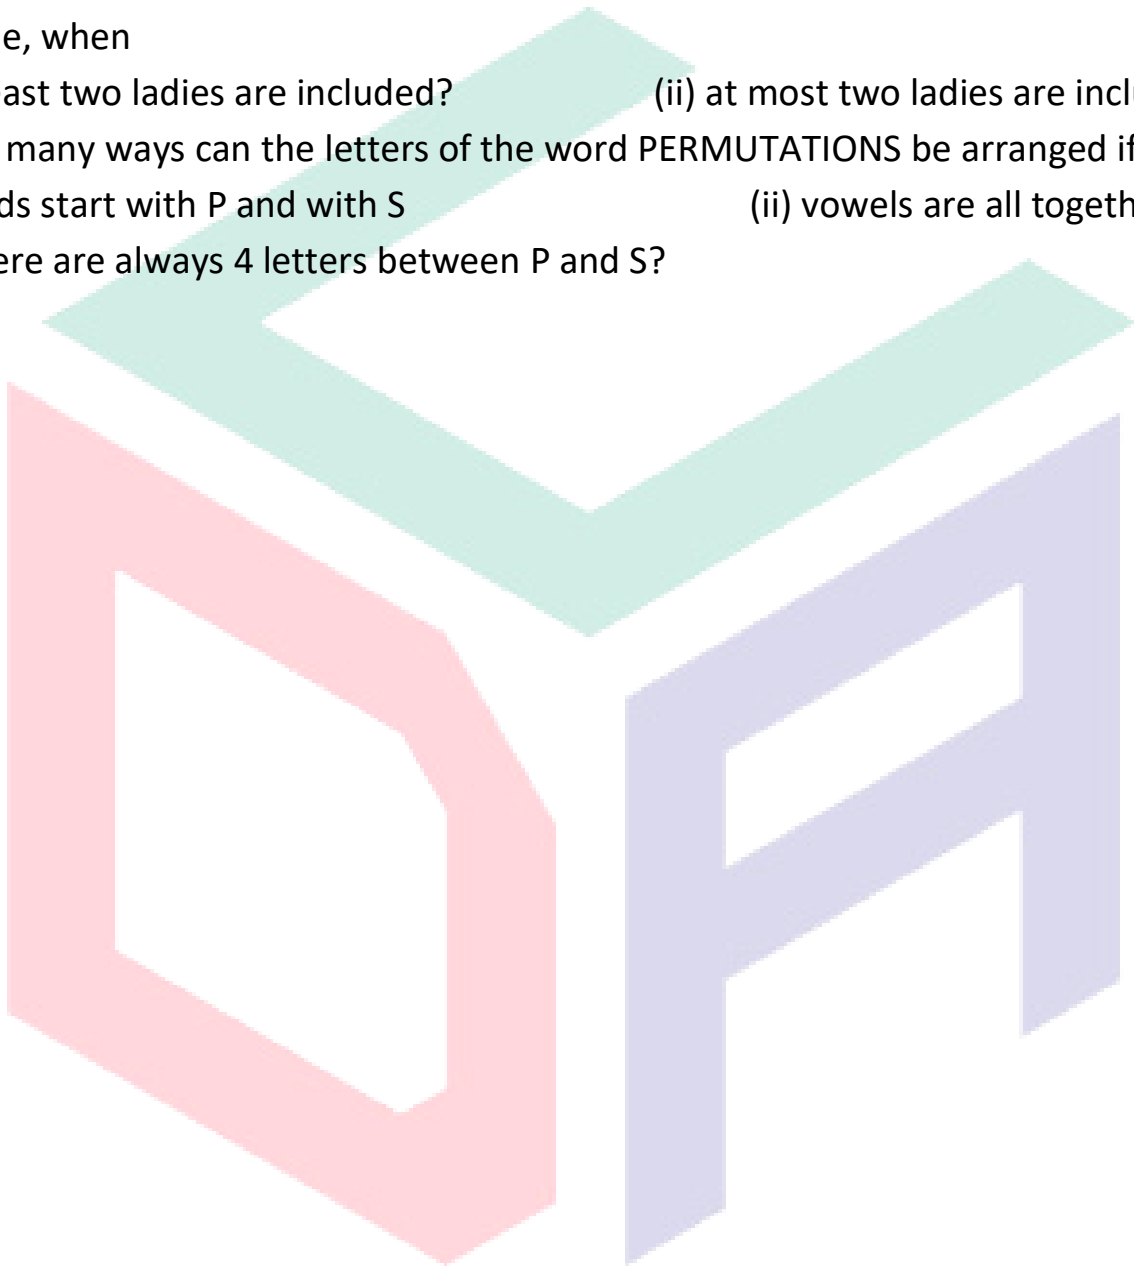 e, when
east two ladies are included? (ii) at most two ladies are incl
many ways can the letters of the word PERMUTATIONS be arranged if
ds start with P and with S (ii) vowels are all togeth
ere are always 4 letters between P and S?